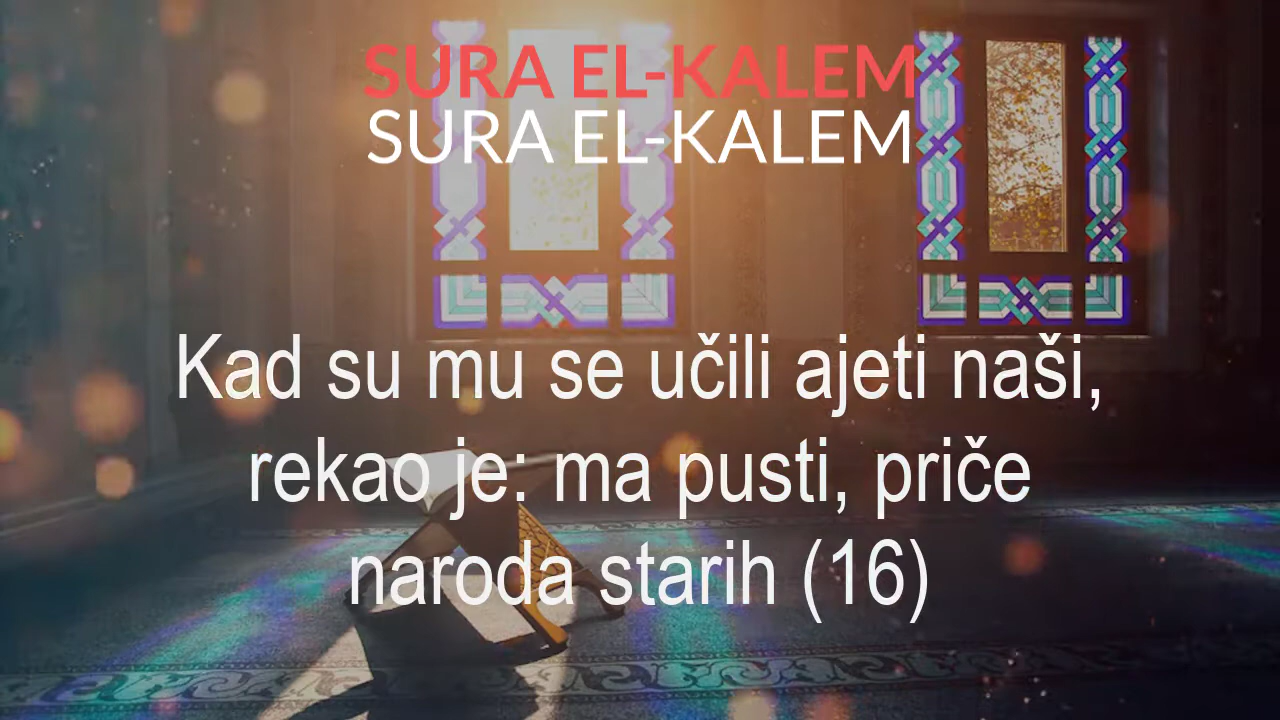 SURA EL-KALEM
SURA EL-KALEM
Kad su mu se učili ajeti naši,
rekao je: ma pusti, priče
naroda starih (16)